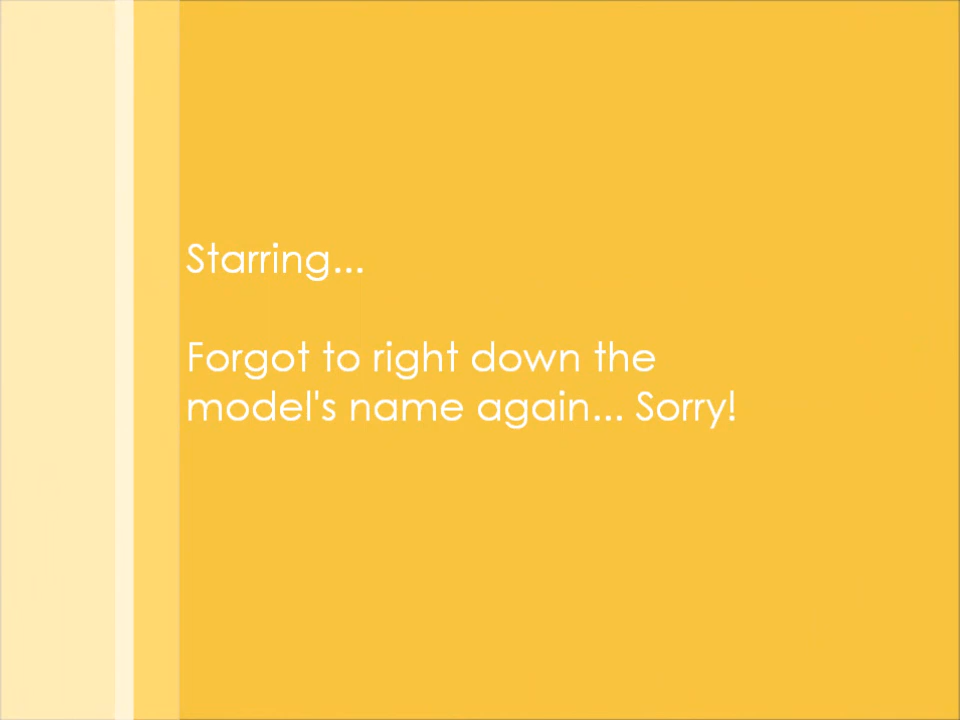 Starring...
Forgot to right down the
model's name again... Sorry!